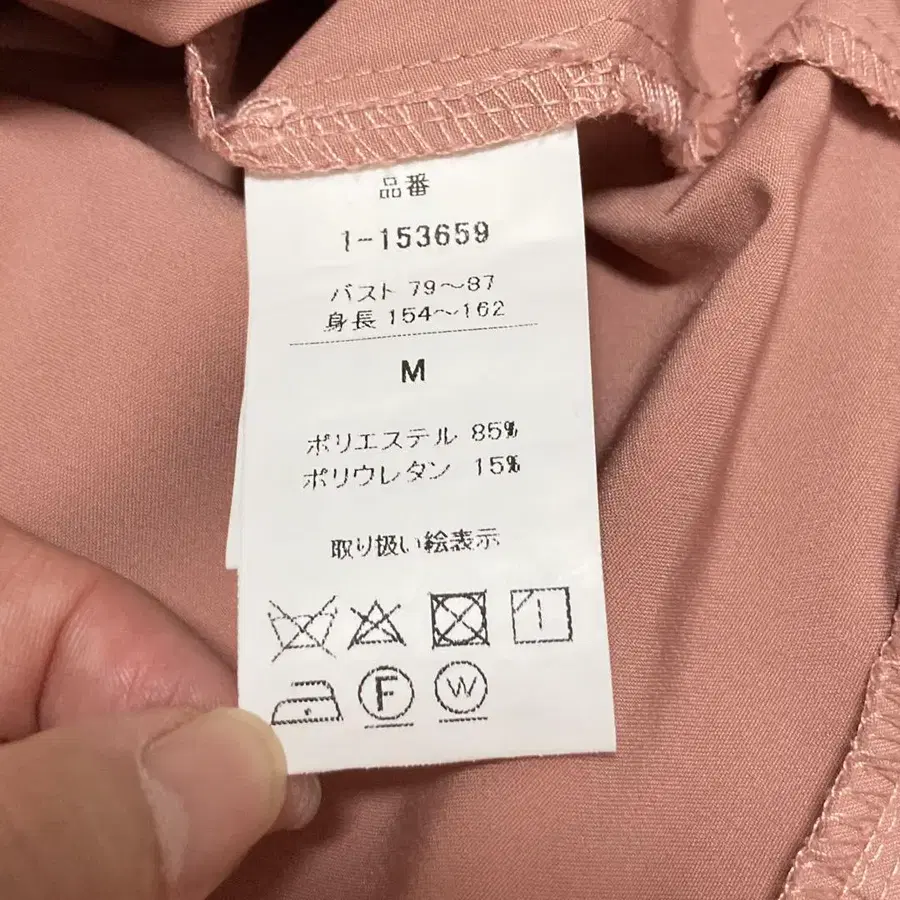 品番
1-153659
バスト 79～87
身長 154～162
M
ポリエステル 85%
ポリウレタン 15%
取り扱い絵表示
F W